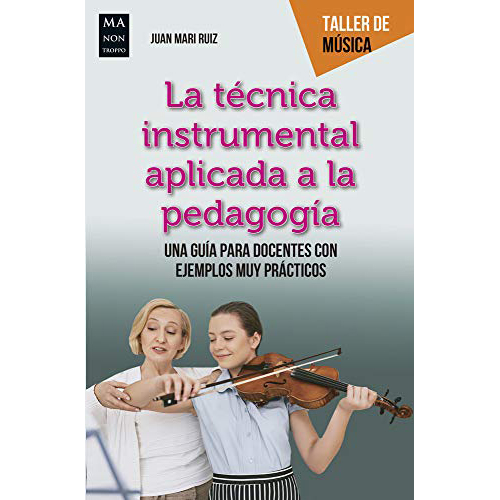 MA
NON
TROPPO
JUAN MARI RUIZ
TALLER DE
MÚSICA
La técnica
instrumental
aplicada a la
pedagogía
UNA GUÍA PARA DOCENTES CON
EJEMPLOS MUY PRÁCTICOS